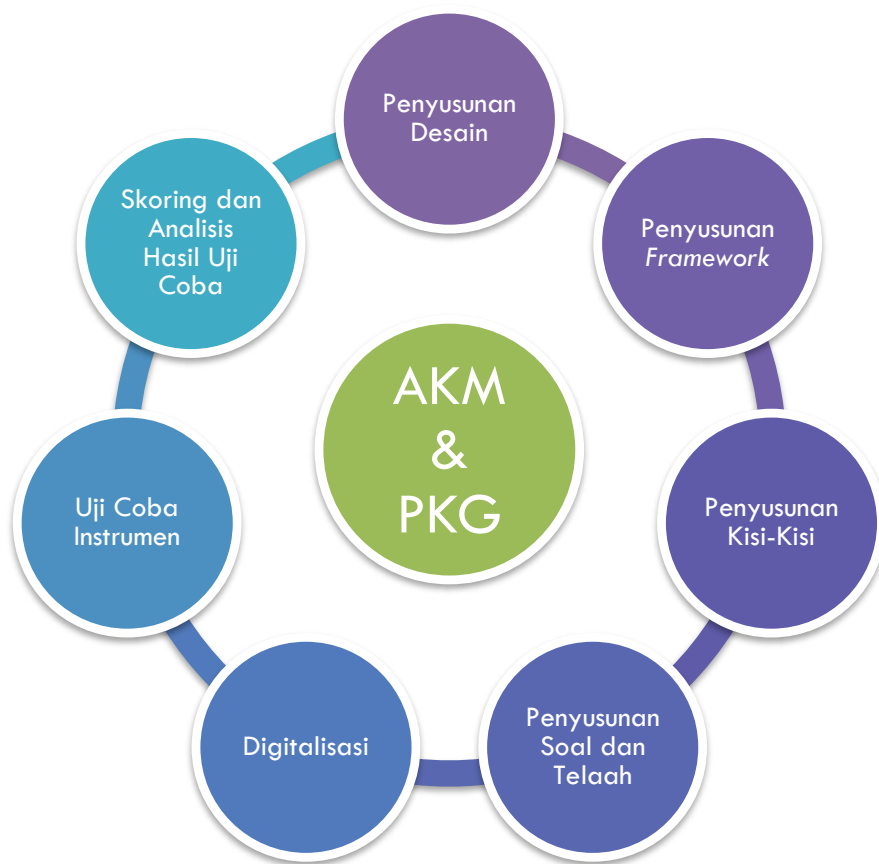 Penyusunan
Desain
Penyusunan
Framework
Penyusunan
Kisi-Kisi
Penyusunan
Soal dan
Telaah
Digitalisasi
Uji Coba
Instrumen
Skoring dan
Analisis
Hasil Uji
Coba
AKM
&
PKG